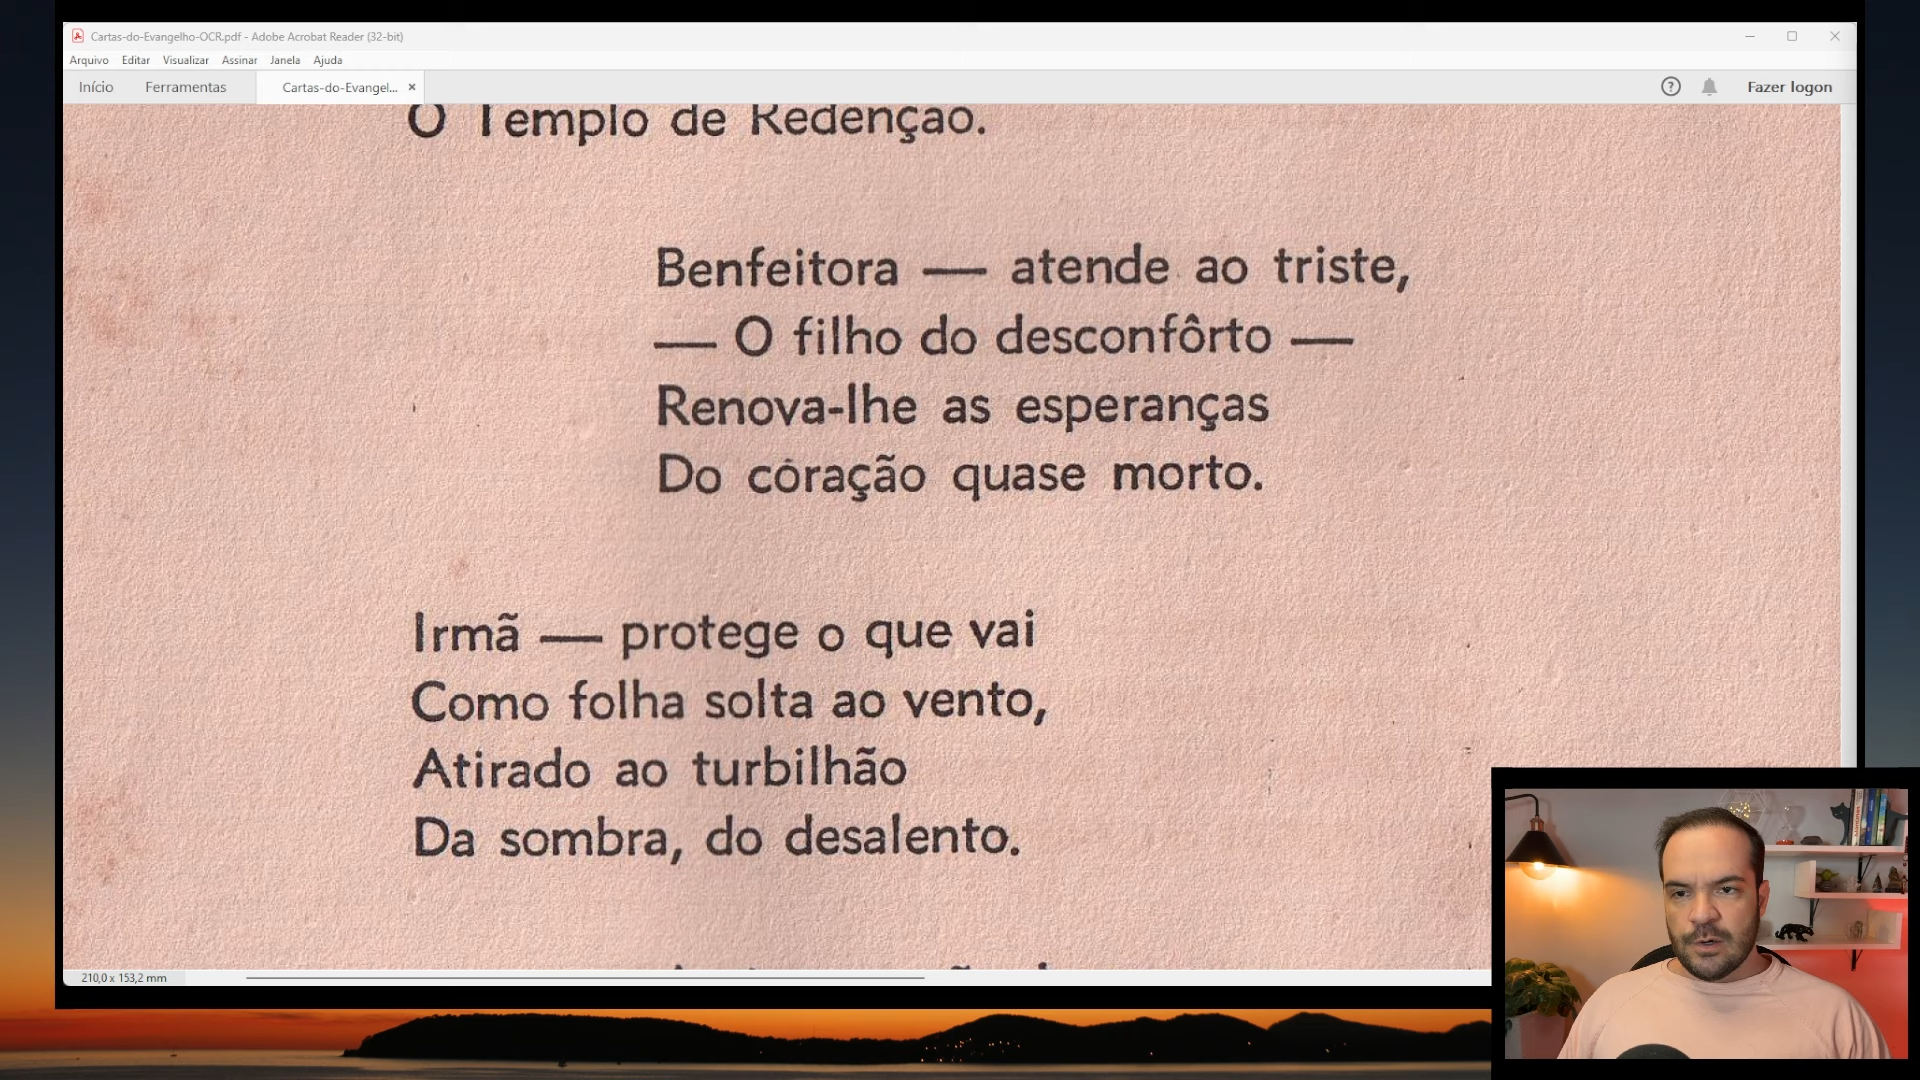 Cartas-do-Evangelho-OCR.pdf - Adobe Acrobat Reader (32-bit)
Arquivo Editar Visualizar Assinar Janela Ajuda
Início Ferramentas Cartas-do-Evangel... × Fazer logon
O Templo de Redenção.
Benfeitora — atende ao triste,
— O filho do desconfôrto —
Renova-lhe as esperanças
Do coração quase morto.
Irmã — protege o que vai
Como folha solta ao vento,
Atirado ao turbilhão
Da sombra, do desalento.
210,0 x 153,2 mm